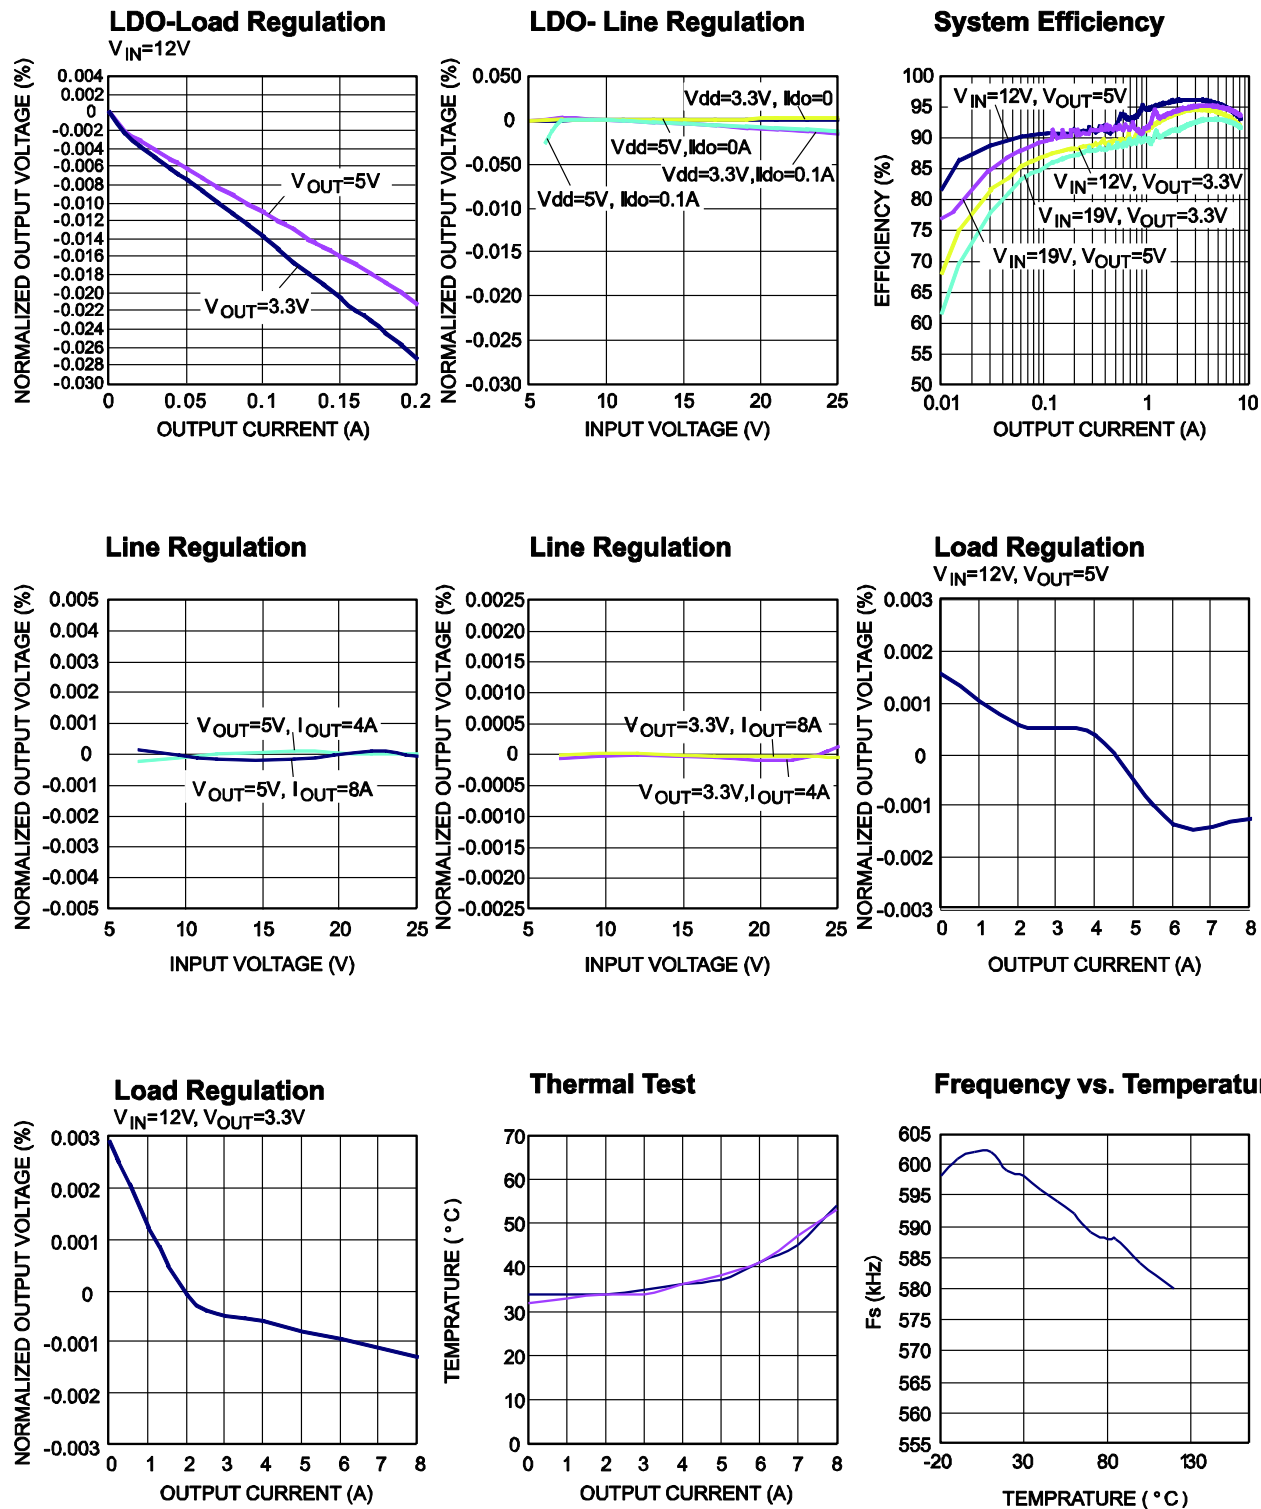 LDO-Load Regulation
VIN=12V
NORMALIZED OUTPUT VOLTAGE (%)
0.004
0.002
0
-0.002
-0.004
-0.006
-0.008
-0.010
-0.012
-0.014
-0.016
-0.018
-0.020
-0.022
-0.024
-0.026
-0.028
-0.030
VOUT=5V
VOUT=3.3V
0 0.05 0.1 0.15 0.2
OUTPUT CURRENT (A)
LDO- Line Regulation
NORMALIZED OUTPUT VOLTAGE (%)
0.050
0
-0.050
-0.010
-0.020
-0.025
-0.030
Vdd=3.3V, Ildo=0
Vdd=5V,Ildo=0A
Vdd=3.3V,Ildo=0.1A
Vdd=5V, Ildo=0.1A
5 10 15 20 25
INPUT VOLTAGE (V)
System Efficiency
EFFICIENCY (%)
100
95
90
85
80
75
70
65
60
55
50
VIN=12V, VOUT=5V
VIN=12V, VOUT=3.3V
VIN=19V, VOUT=3.3V
VIN=19V, VOUT=5V
0.01 0.1 1 10
OUTPUT CURRENT (A)
Line Regulation
NORMALIZED OUTPUT VOLTAGE (%)
0.005
0.004
0.003
0.002
0.001
0
-0.001
-0.002
-0.003
-0.004
-0.005
VOUT=5V, IOUT=4A
VOUT=5V, IOUT=8A
5 10 15 20 25
INPUT VOLTAGE (V)
Line Regulation
NORMALIZED OUTPUT VOLTAGE (%)
0.0025
0.0020
0.0015
0.0010
0.0005
0
-0.0005
-0.0010
-0.0015
-0.0020
-0.0025
VOUT=3.3V, IOUT=8A
VOUT=3.3V,IOUT=4A
5 10 15 20 25
INPUT VOLTAGE (V)
Load Regulation
VIN=12V, VOUT=5V
NORMALIZED OUTPUT VOLTAGE (%)
0.003
0.002
0.001
0
-0.001
-0.002
-0.003
0 1 2 3 4 5 6 7 8
OUTPUT CURRENT (A)
Load Regulation
VIN=12V, VOUT=3.3V
NORMALIZED OUTPUT VOLTAGE (%)
0.003
0.002
0.001
0
-0.001
-0.002
-0.003
0 1 2 3 4 5 6 7 8
OUTPUT CURRENT (A)
Thermal Test
TEMPRATURE ( °C)
70
60
50
40
30
20
10
0
0 1 2 3 4 5 6 7 8
OUTPUT CURRENT (A)
Frequency vs. Temperatu
Fs (kHz)
605
600
595
590
585
580
575
570
565
560
555
-20 30 80 130
TEMPRATURE ( °C)